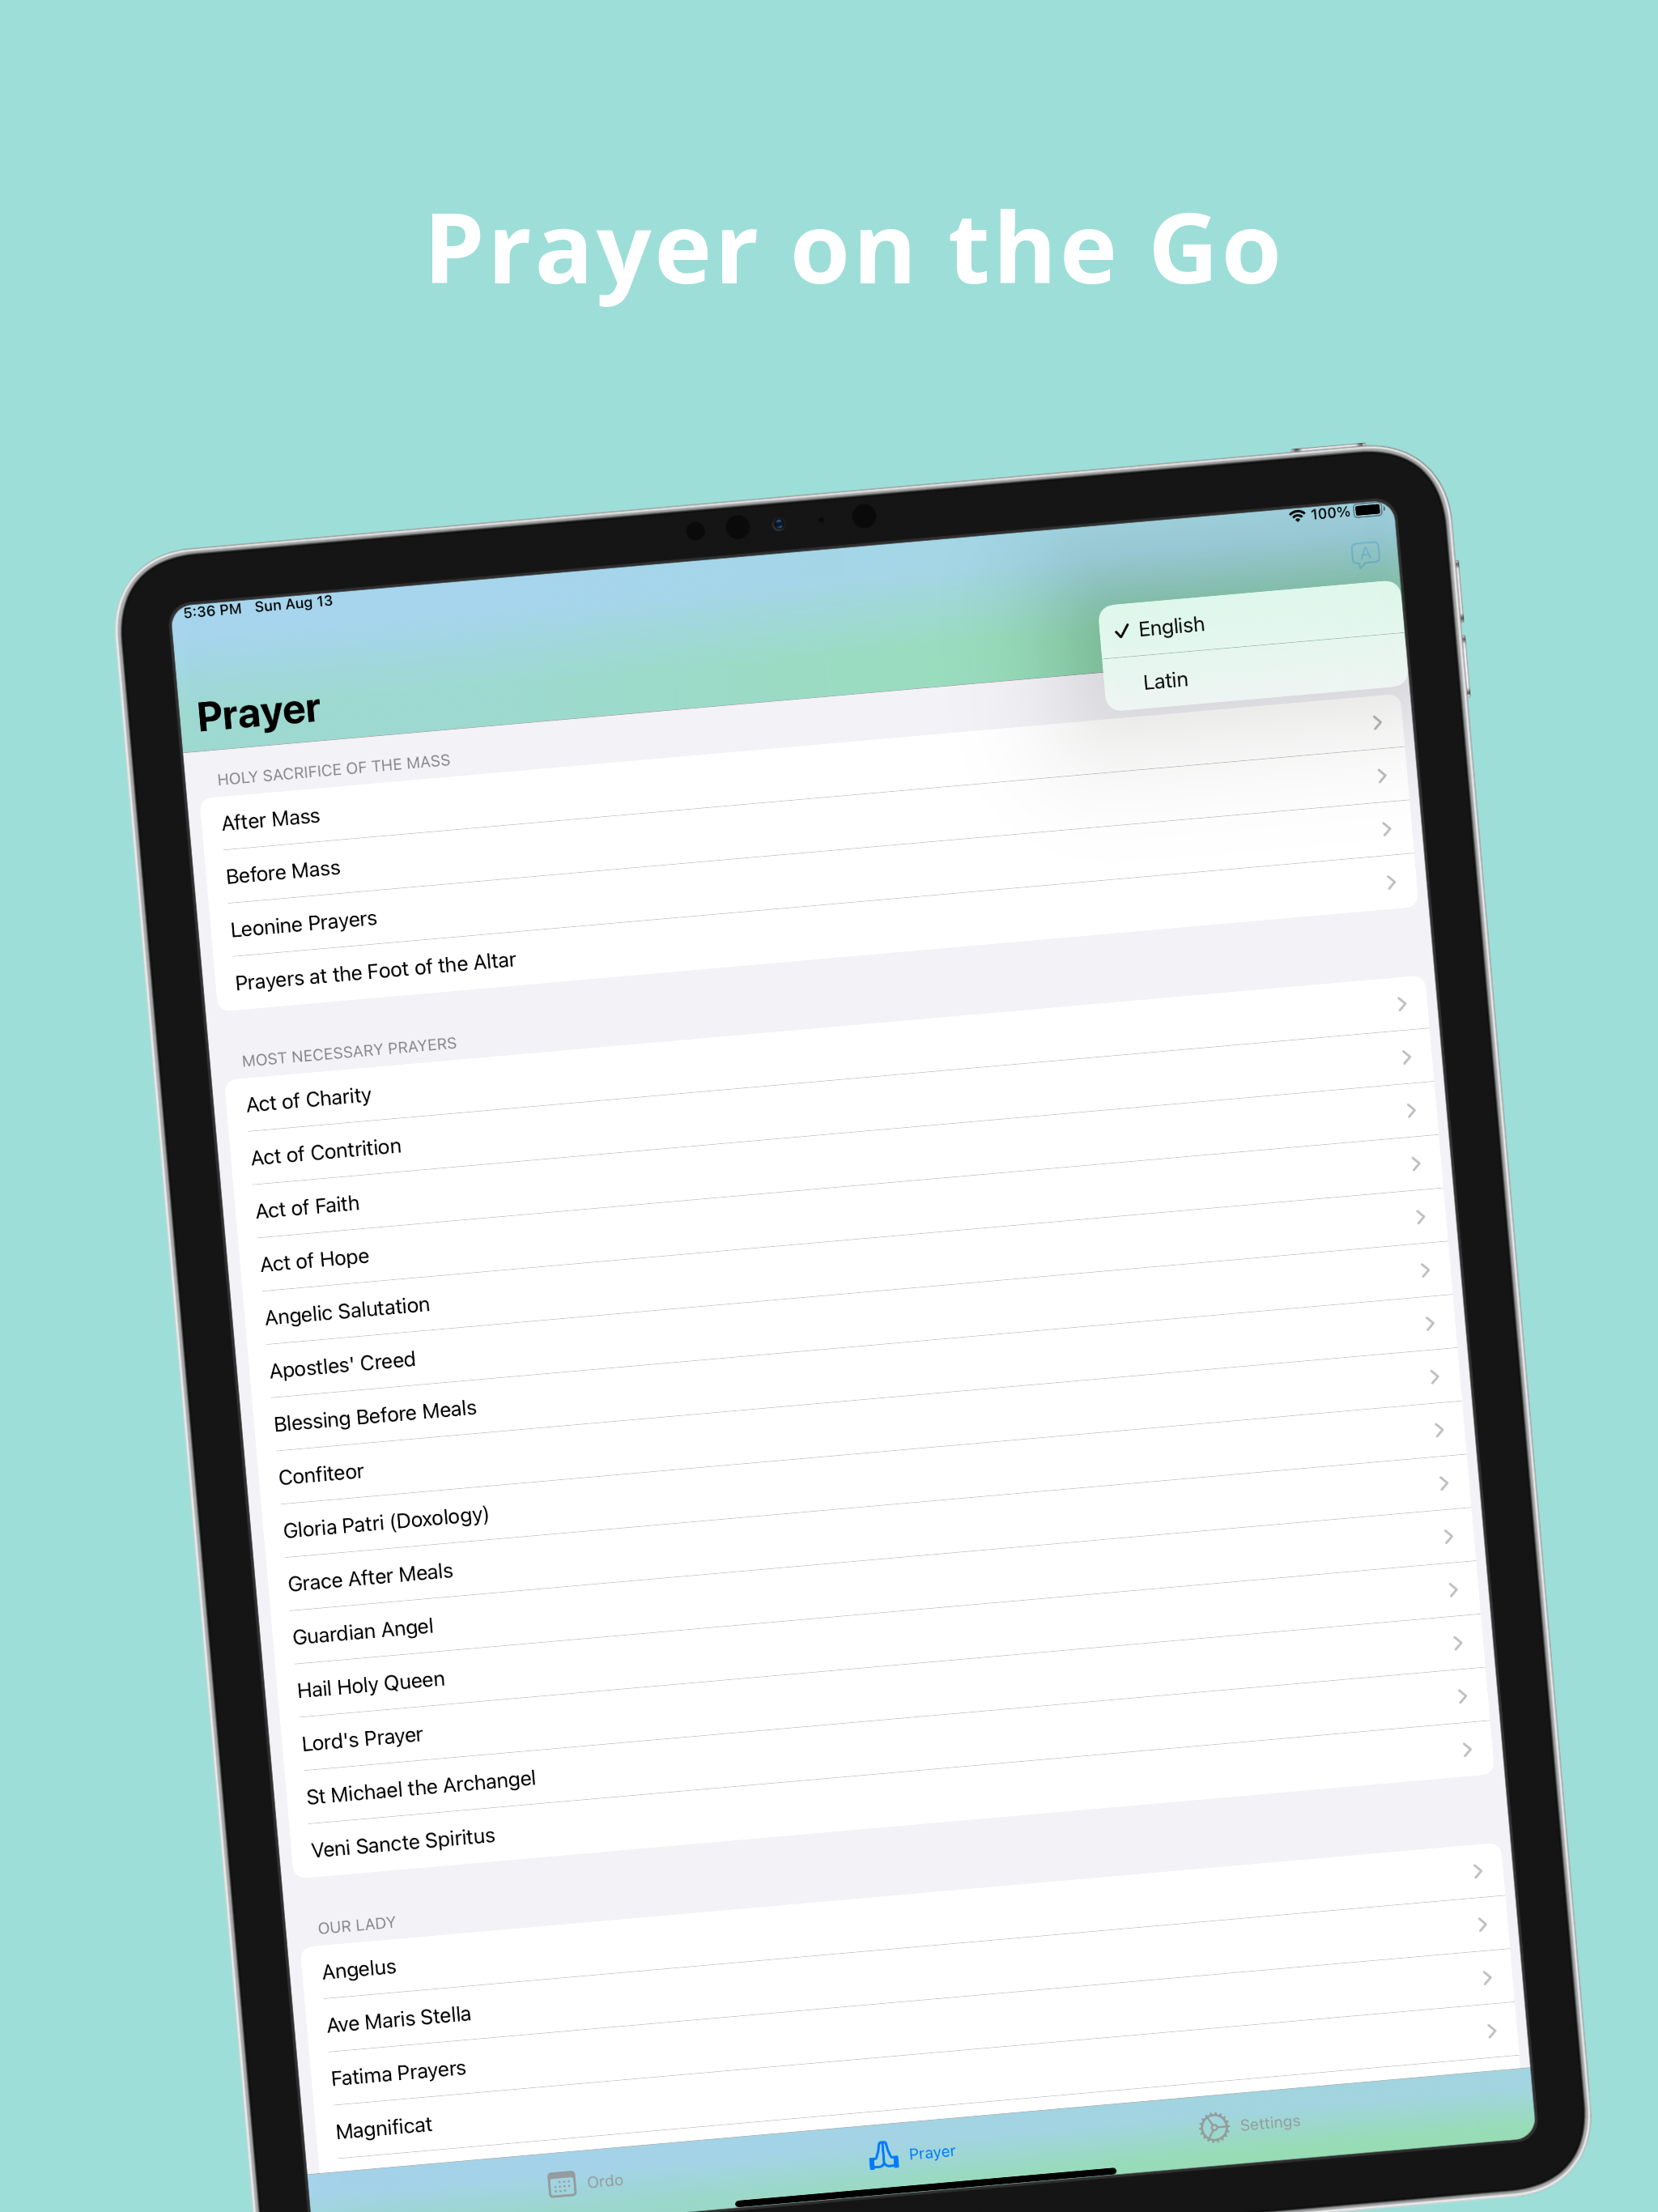 Prayer on the Go
5:36 PM Sun Aug 13
100%
A
English
Latin
Prayer
HOLY SACRIFICE OF THE MASS
After Mass
Before Mass
Leonine Prayers
Prayers at the Foot of the Altar
MOST NECESSARY PRAYERS
Act of Charity
Act of Contrition
Act of Faith
Act of Hope
Angelic Salutation
Apostles' Creed
Blessing Before Meals
Confiteor
Gloria Patri (Doxology)
Grace After Meals
Guardian Angel
Hail Holy Queen
Lord's Prayer
St Michael the Archangel
Veni Sancte Spiritus
OUR LADY
Angelus
Ave Maris Stella
Fatima Prayers
Magnificat
Ordo
Prayer
Settings